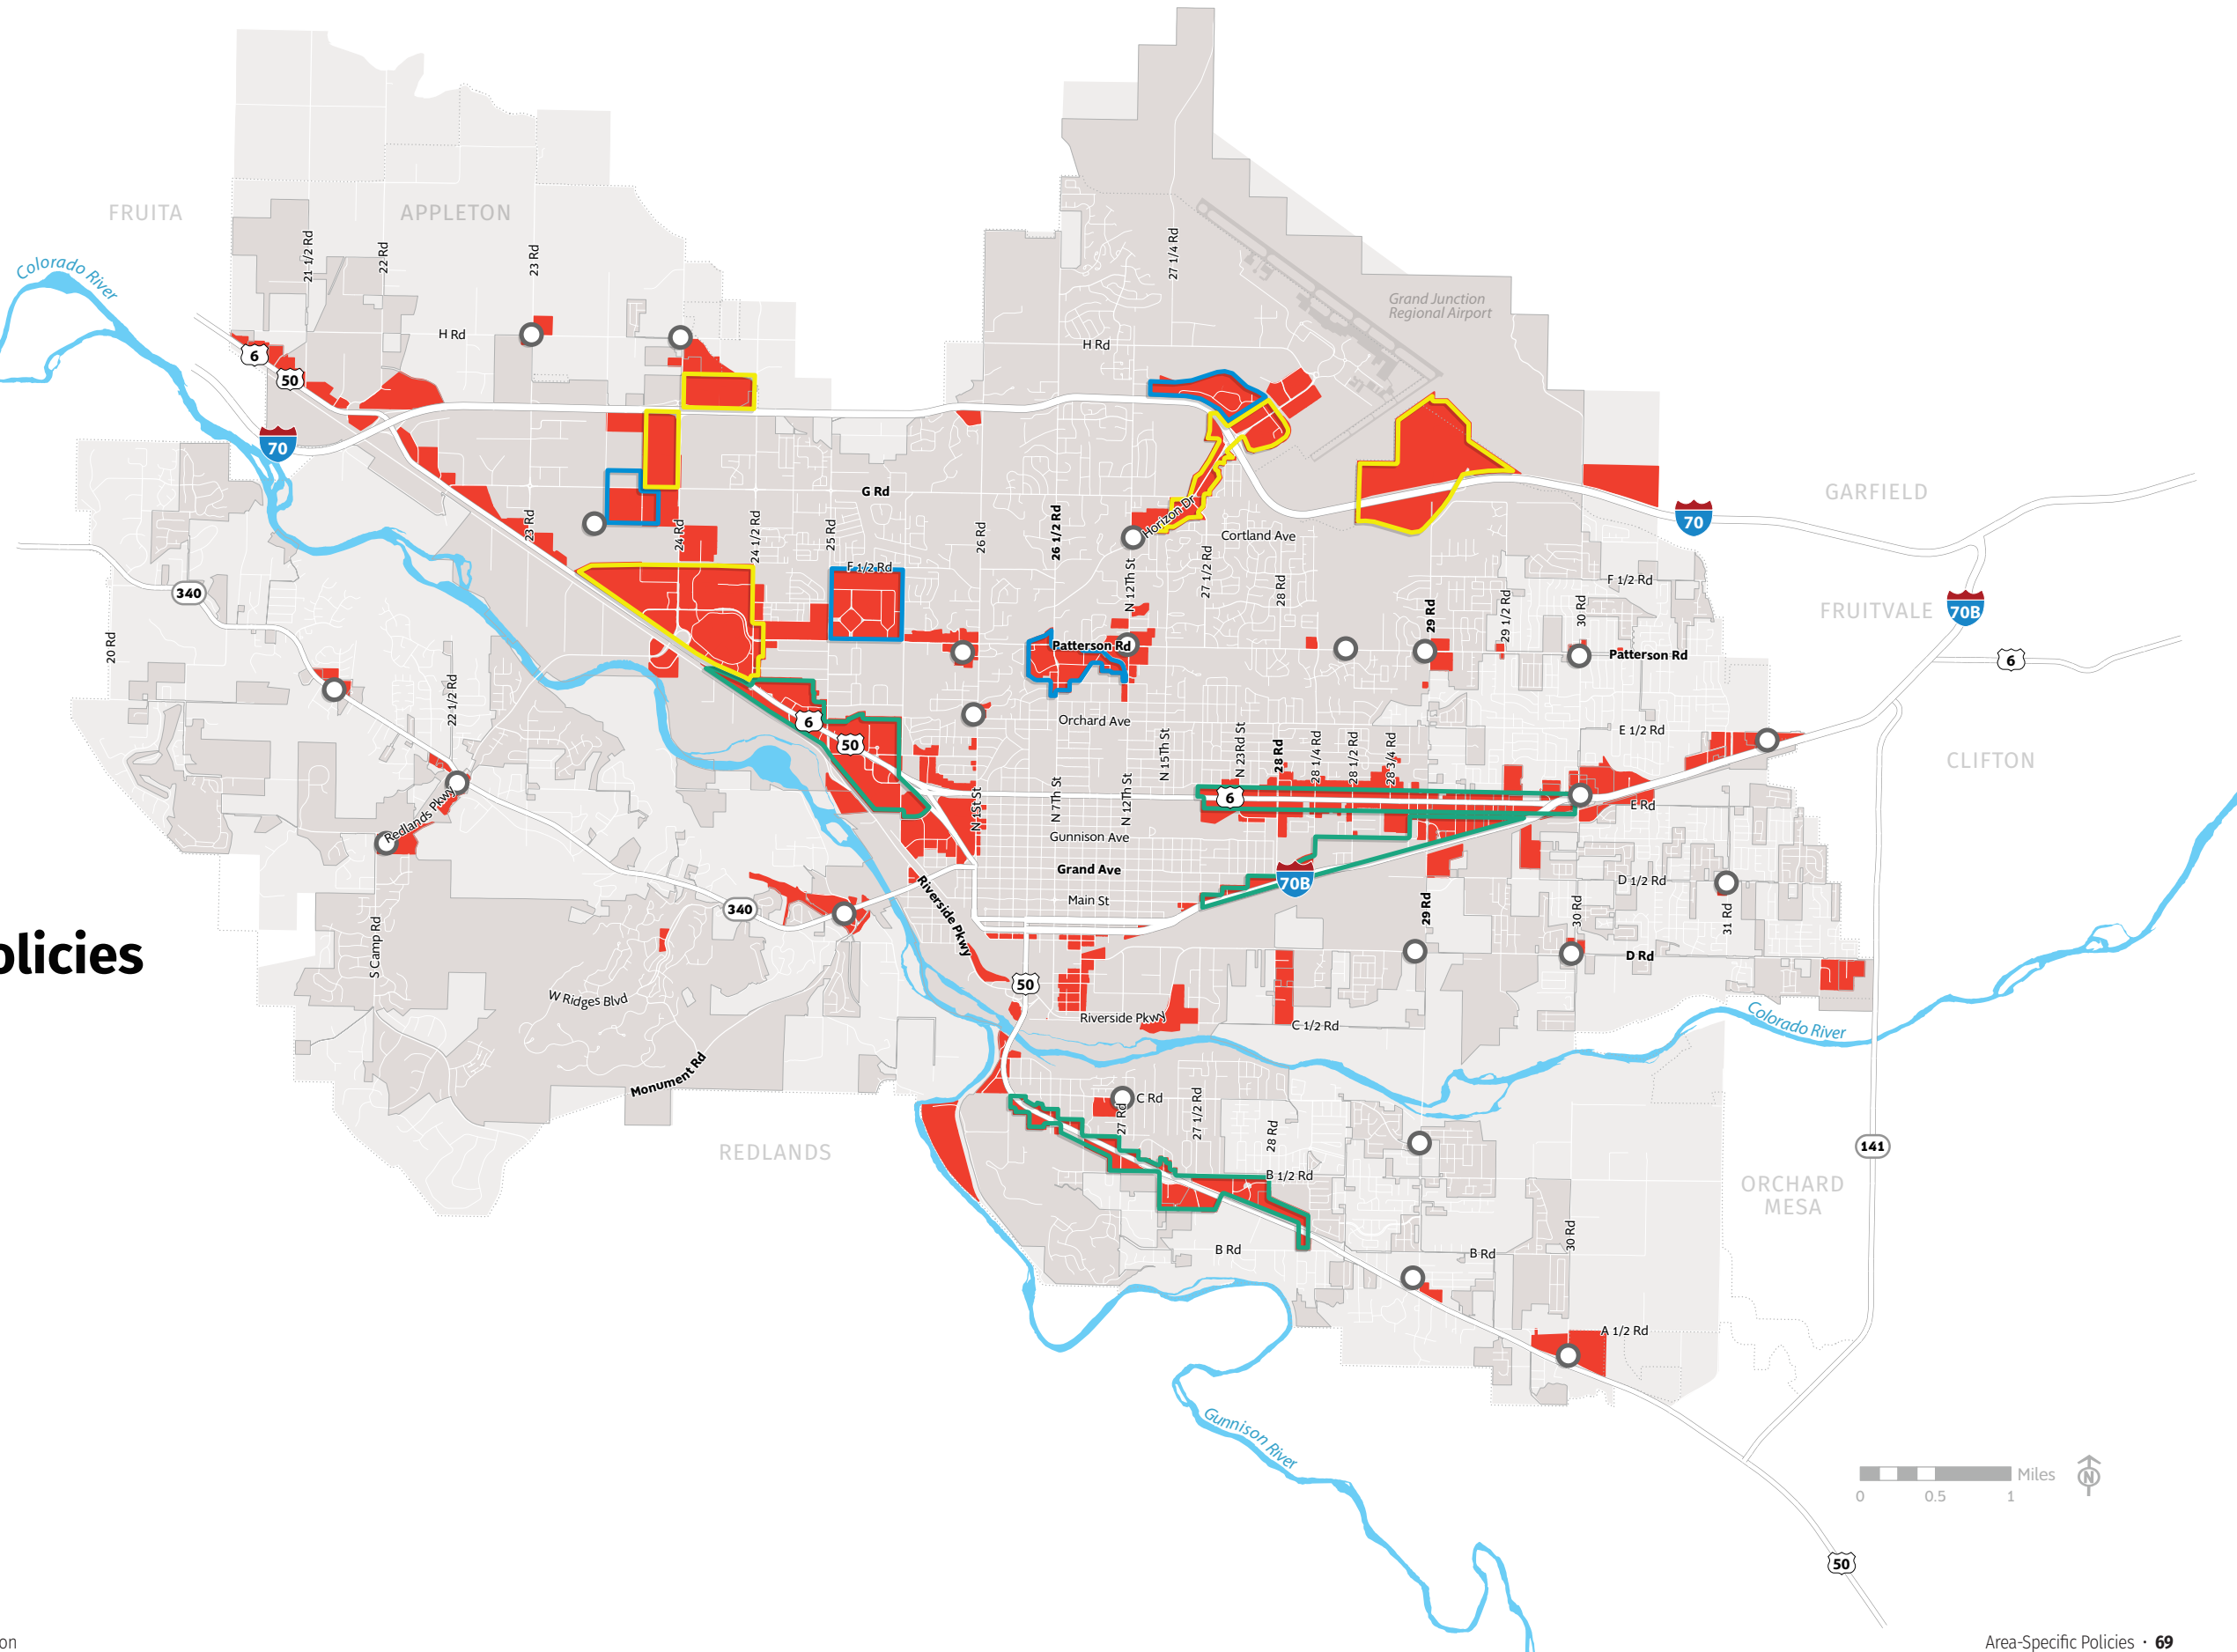 FRUITA
APPLETON
Colorado River
21 1/2 Rd
22 Rd
23 Rd
27 1/4 Rd
Grand Junction
Regional Airport
H Rd
H Rd
6
50
70
G Rd
GARFIELD
70
23 Rd
24 Rd
24 1/2 Rd
25 Rd
26 Rd
26 1/2 Rd
Horizon Dr
Cortland Ave
N 12Th St
27 1/2 Rd
28 Rd
F 1/2 Rd
F 1/2 Rd
340
FRUITVALE
70B
29 Rd
29 1/2 Rd
30 Rd
20 Rd
Patterson Rd
Patterson Rd
6
22 1/2 Rd
6
50
Orchard Ave
E 1/2 Rd
N 15Th St
N 23Rd St
28 Rd
28 1/4 Rd
28 1/2 Rd
28 3/4 Rd
CLIFTON
Redlands Pkwy
6
N 1St St
N 7Th St
N 12Th St
E Rd
Gunnison Ave
Grand Ave
70B
D 1/2 Rd
Main St
340
Riverside Pkwy
29 Rd
30 Rd
31 Rd
olicies
S Camp Rd
D Rd
W Ridges Blvd
50
Riverside Pkwy
C 1/2 Rd
Colorado River
Monument Rd
C Rd
27 Rd
27 1/2 Rd
28 Rd
REDLANDS
141
B 1/2 Rd
ORCHARD
MESA
B Rd
B Rd
30 Rd
A 1/2 Rd
Gunnison River
Miles
N
0 0.5 1
50
on
Area-Specific Policies · 69